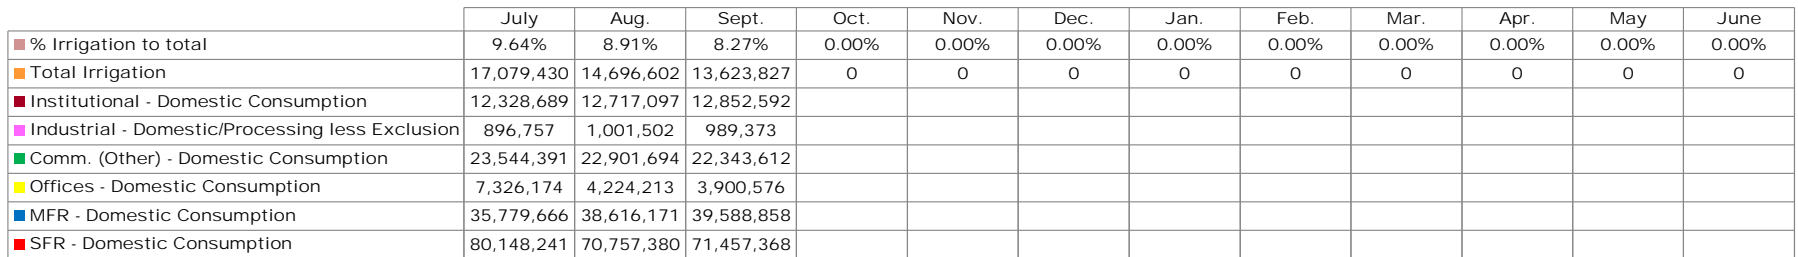 July Aug. Sept. Oct. Nov. Dec. Jan. Feb. Mar. Apr. May June
% Irrigation to total 9.64% 8.91% 8.27% 0.00% 0.00% 0.00% 0.00% 0.00% 0.00% 0.00% 0.00% 0.00%
Total Irrigation 17,079,430 14,696,602 13,623,827 0 0 0 0 0 0 0 0 0
Institutional - Domestic Consumption 12,328,689 12,717,097 12,852,592
Industrial - Domestic/Processing less Exclusion 896,757 1,001,502 989,373
Comm. (Other) - Domestic Consumption 23,544,391 22,901,694 22,343,612
Offices - Domestic Consumption 7,326,174 4,224,213 3,900,576
MFR - Domestic Consumption 35,779,666 38,616,171 39,588,858
SFR - Domestic Consumption 80,148,241 70,757,380 71,457,368